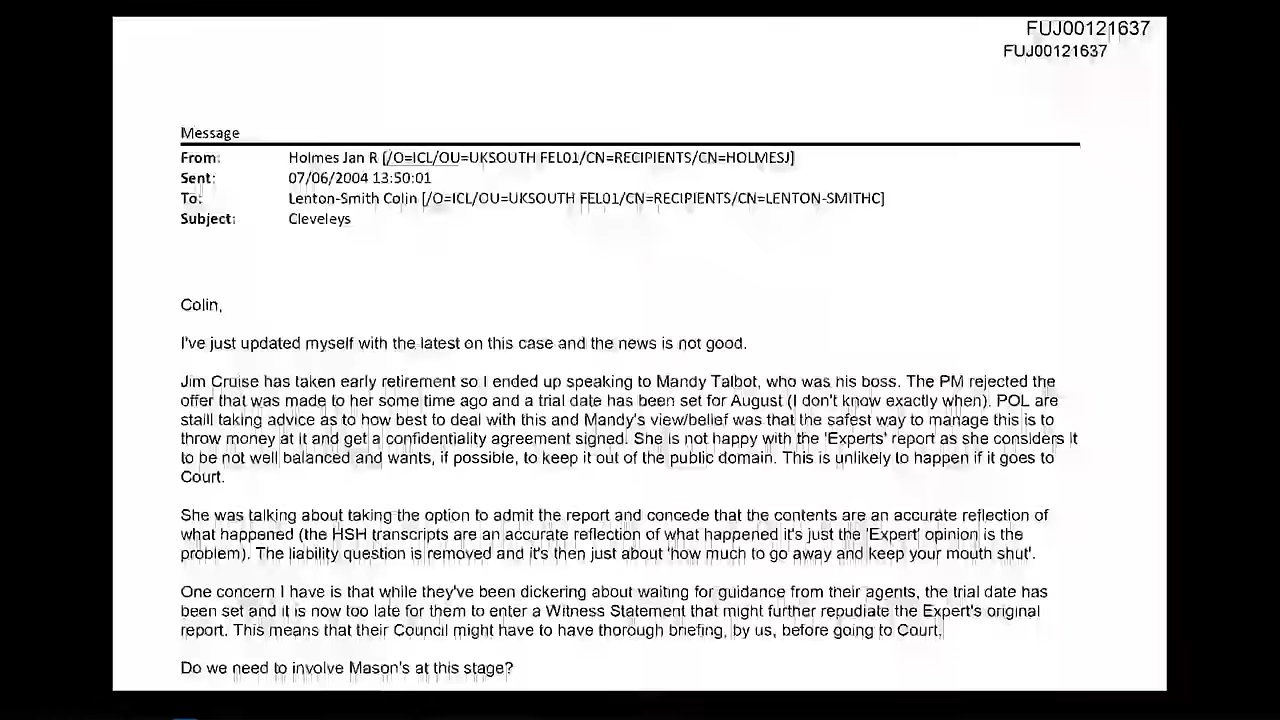 FUJ00121637
FUJ00121637
Message
From: Holmes Jan R [/O=ICL/OU=UKSOUTH FEL01/CN=RECIPIENTS/CN=HOLMESJ]
Sent: 07/06/2004 13:50:01
To: Lenton-Smith Colin [/O=ICL/OU=UKSOUTH FEL01/CN=RECIPIENTS/CN=LENTON-SMITHC]
Subject: Cleveleys
Colin,
I've just updated myself with the latest on this case and the news is not good.
Jim Cruise has taken early retirement so I ended up speaking to Mandy Talbot, who was his boss. The PM rejected the
offer that was made to her some time ago and a trial date has been set for August (I don't know exactly when). POL are
staill taking advice as to how best to deal with this and Mandy's view/belief was that the safest way to manage this is to
throw money at it and get a confidentiality agreement signed. She is not happy with the 'Experts' report as she considers it
to be not well balanced and wants, if possible, to keep it out of the public domain. This is unlikely to happen if it goes to
Court.
She was talking about taking the option to admit the report and concede that the contents are an accurate reflection of
what happened (the HSH transcripts are an accurate reflection of what happened it's just the 'Expert' opinion is the
problem). The liability question is removed and it's then just about 'how much to go away and keep your mouth shut'.
One concern I have is that while they've been dickering about waiting for guidance from their agents, the trial date has
been set and it is now too late for them to enter a Witness Statement that might further repudiate the Expert's original
report. This means that their Council might have to have thorough briefing, by us, before going to Court.
Do we need to involve Mason's at this stage?